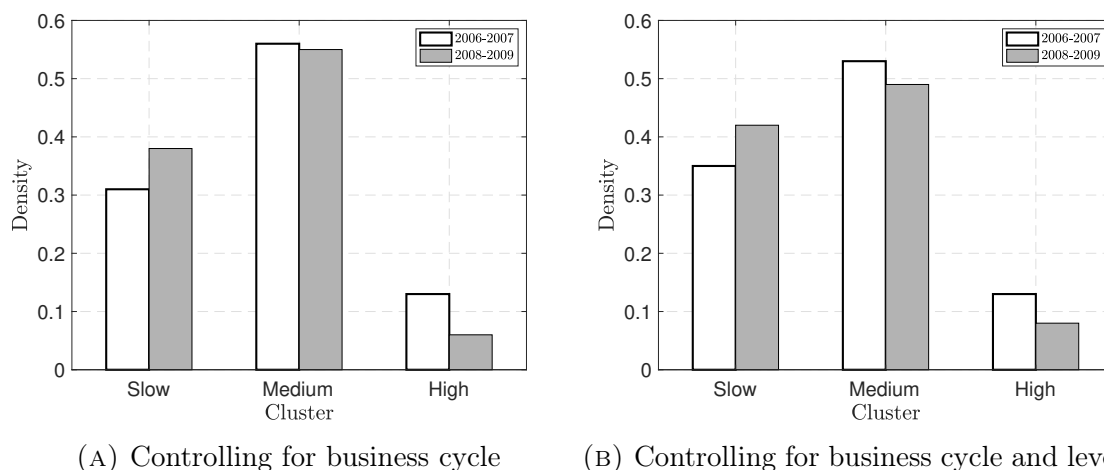 0.6
0.5
0.4
0.3
0.2
0.1
0
Density
2006-2007
2008-2009
Slow Medium High
Cluster
(A) Controlling for business cycle
0.6
0.5
0.4
0.3
0.2
0.1
0
Density
2006-2007
2008-2009
Slow Medium High
Cluster
(B) Controlling for business cycle and leve